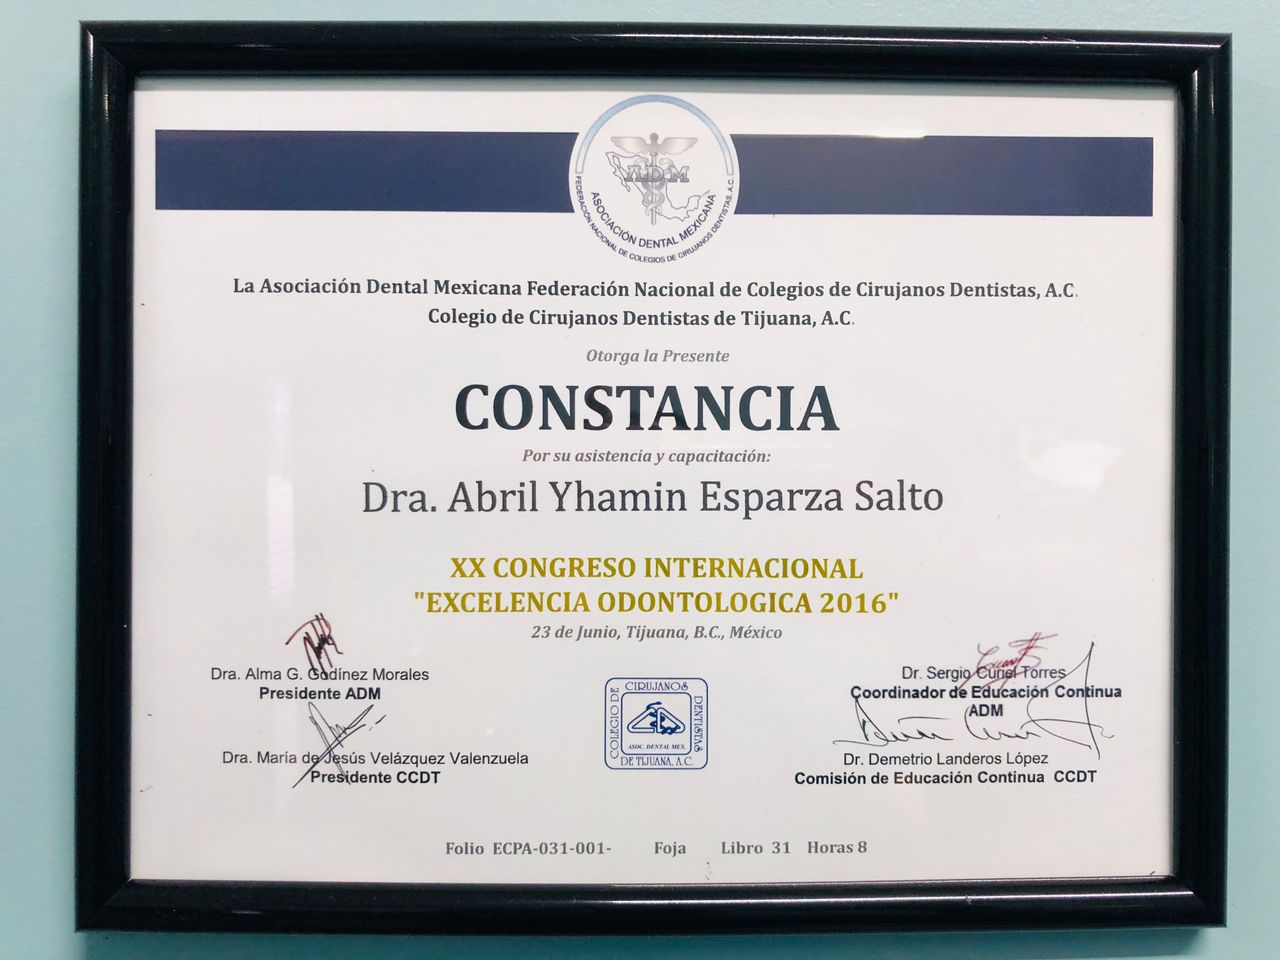 ADM
ASOCIACIÓN DENTAL MEXICANA
FEDERACIÓN NACIONAL DE COLEGIOS DE CIRUJANOS DENTISTAS, A.C.
La Asociación Dental Mexicana Federación Nacional de Colegios de Cirujanos Dentistas, A.C.
Colegio de Cirujanos Dentistas de Tijuana, A.C.
Otorga la Presente
CONSTANCIA
Por su asistencia y capacitación:
Dra. Abril Yhamin Esparza Salto
XX CONGRESO INTERNACIONAL
"EXCELENCIA ODONTOLOGICA 2016"
23 de Junio, Tijuana, B.C., México
Dra. Alma G. Godínez Morales
Presidente ADM
Dra. María de Jesús Velázquez Valenzuela
Presidente CCDT
COLEGIO DE CIRUJANOS DENTISTAS
ASOC. DENTAL MEX.
DE TIJUANA, A.C.
Dr. Sergio Curiel Torres
Coordinador de Educación Continua
ADM
Dr. Demetrio Landeros López
Comisión de Educación Continua CCDT
Folio ECPA-031-001- Foja Libro 31 Horas 8